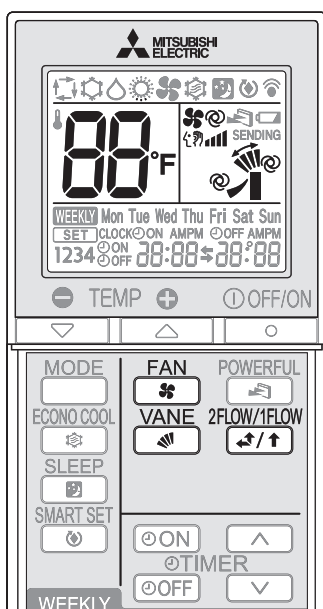 MITSUBISHI
ELECTRIC
88°F
SENDING
WEEKLY Mon Tue Wed Thu Fri Sat Sun
SET CLOCK ON AMPM OFF AMPM
1234 ON OFF 88:88 88:88
TEMP OFF/ON
MODE FAN POWERFUL
ECONO COOL VANE 2FLOW/1FLOW
SLEEP
SMART SET
ON
TIMER
OFF
WEEKLY